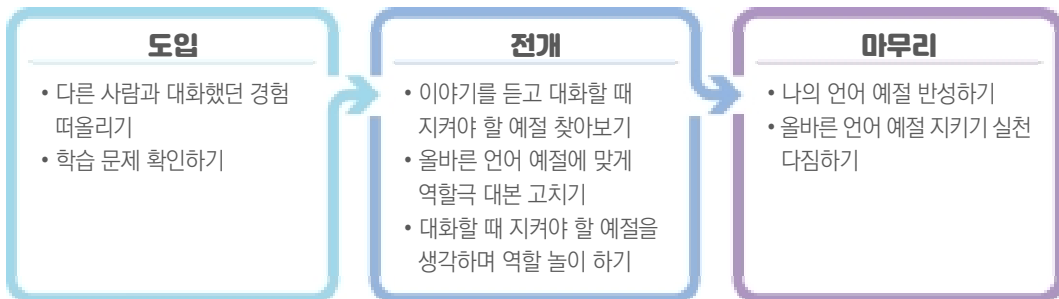 도입
• 다른 사람과 대화했던 경험
떠올리기
• 학습 문제 확인하기
전개
• 이야기를 듣고 대화할 때
지켜야 할 예절 찾아보기
• 올바른 언어 예절에 맞게
역할극 대본 고치기
• 대화할 때 지켜야 할 예절을
생각하며 역할 놀이 하기
마무리
• 나의 언어 예절 반성하기
• 올바른 언어 예절 지키기 실천
다짐하기